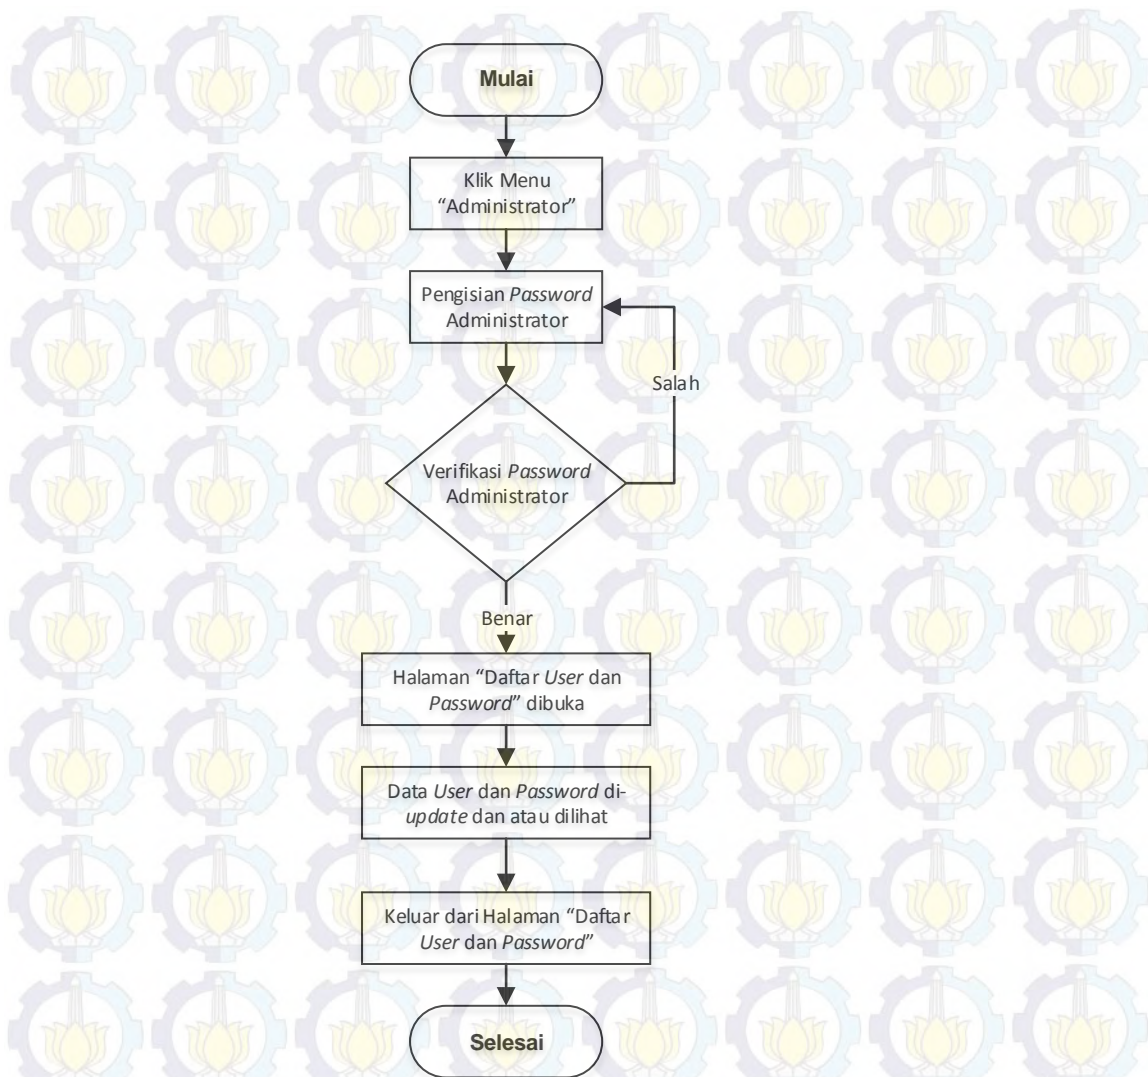 Mulai
Klik Menu
“Administrator”
Pengisian Password
Administrator
Salah
Verifikasi Password
Administrator
Benar
Halaman “Daftar User dan
Password” dibuka
Data User dan Password di-
update dan atau dilihat
Keluar dari Halaman “Daftar
User dan Password”
Selesai